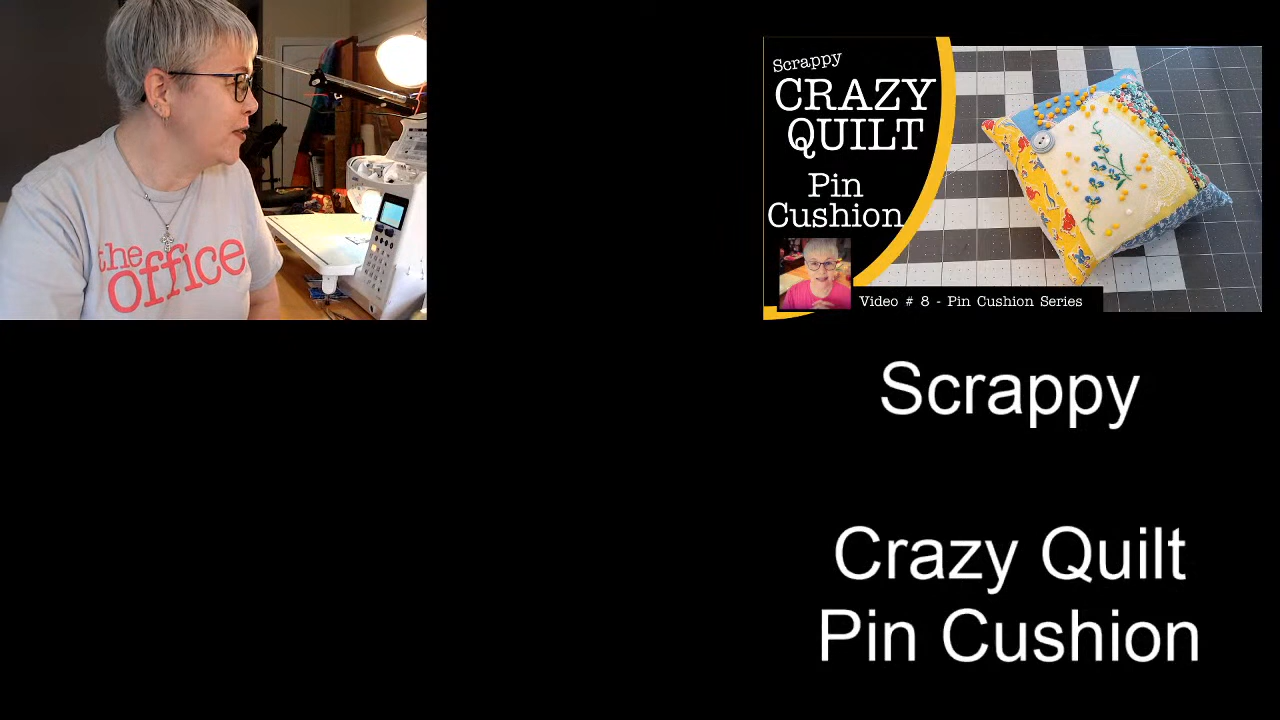 the
office
Scrappy
CRAZY
QUILT
Pin
Cushion
Video # 8 - Pin Cushion Series
Scrappy
Crazy Quilt
Pin Cushion